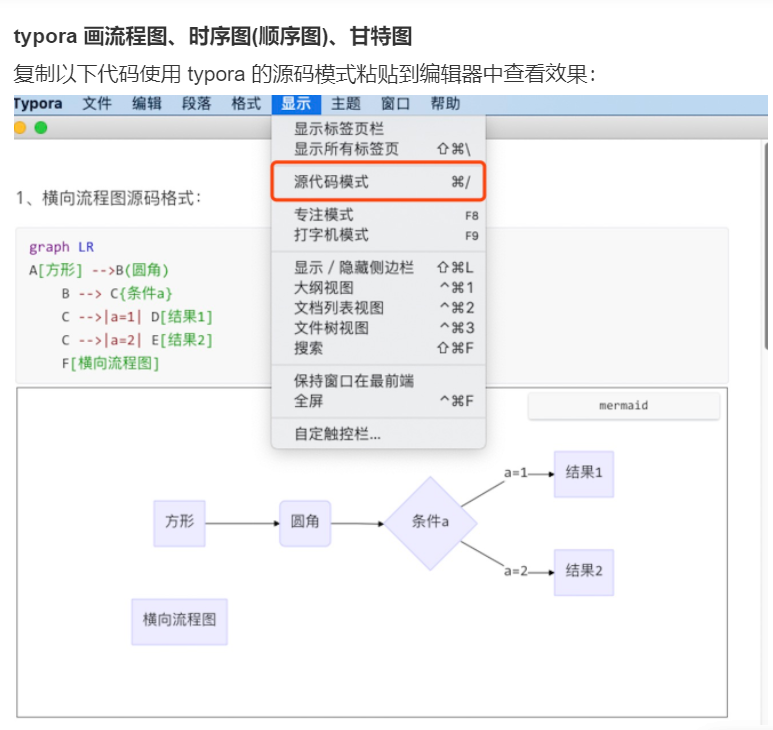 typora 画流程图、时序图(顺序图)、甘特图
复制以下代码使用 typora 的源码模式粘贴到编辑器中查看效果：
Typora 文件 编辑 段落 格式 显示 主题 窗口 帮助
显示标签页栏
显示所有标签页 ⇧⌘\
源代码模式 ⌘/
专注模式 F8
打字机模式 F9
显示 / 隐藏侧边栏 ⇧⌘L
大纲视图 ^⌘1
文档列表视图 ^⌘2
文件树视图 ^⌘3
搜索 ⇧⌘F
保持窗口在最前端
全屏 ^⌘F
自定触控栏...
1、横向流程图源码格式：
graph LR
A[方形] -->B(圆角)
B --> C{条件a}
C -->|a=1| D[结果1]
C -->|a=2| E[结果2]
F[横向流程图]
mermaid
方形
圆角
条件a
a=1
结果1
a=2
结果2
横向流程图